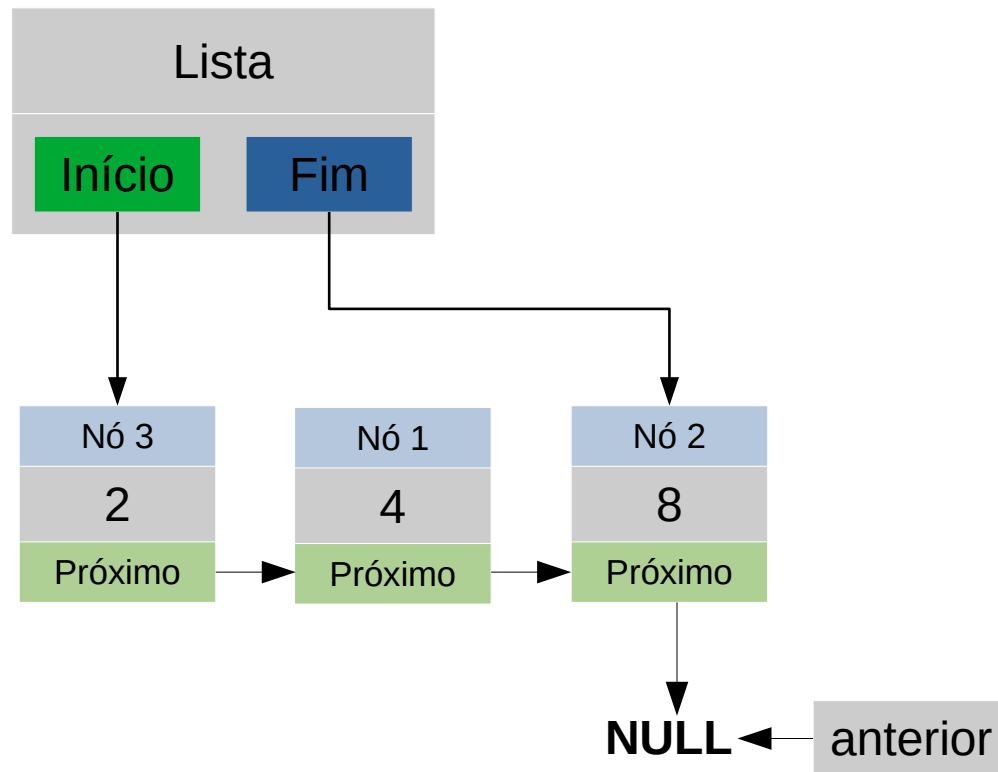 Lista
Início Fim
Nó 3 Nó 1 Nó 2
2 4 8
Próximo Próximo Próximo
NULL anterior